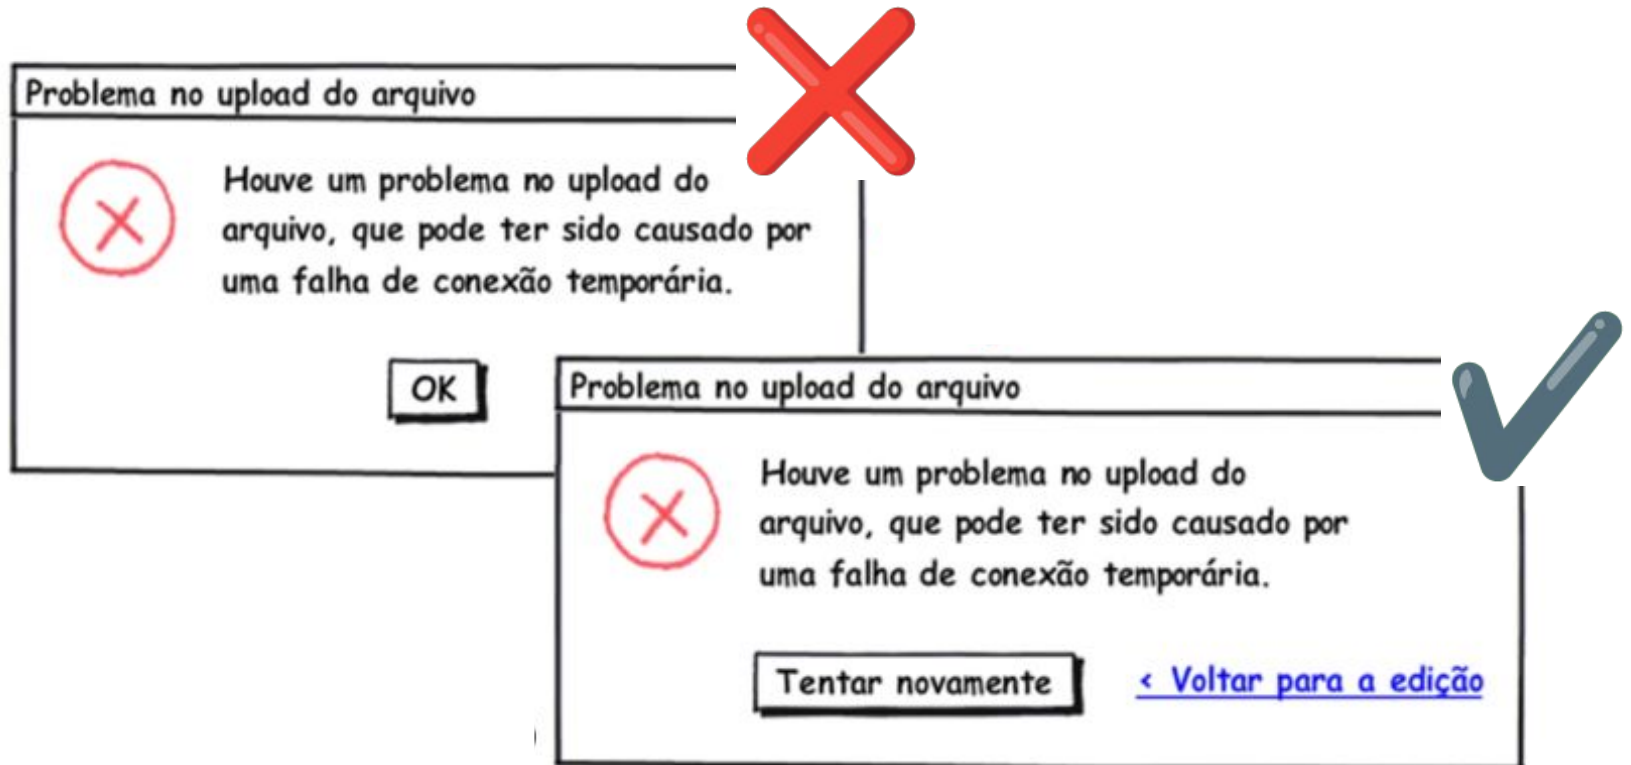 Problema no upload do arquivo
Houve um problema no upload do
arquivo, que pode ter sido causado por
uma falha de conexão temporária.
OK
Problema no upload do arquivo
Houve um problema no upload do
arquivo, que pode ter sido causado por
uma falha de conexão temporária.
Tentar novamente
< Voltar para a edição